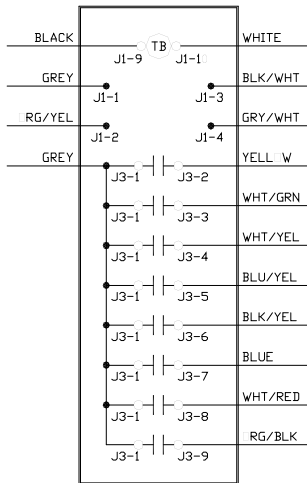 BLACK TB WHITE
J1-9 J1-1
GREY BLK/WHT
J1-1 J1-3
RG/YEL GRY/WHT
J1-2 J1-4
GREY YELL W
J3-1 J3-2
WHT/GRN
J3-1 J3-3
WHT/YEL
J3-1 J3-4
BLU/YEL
J3-1 J3-5
BLK/YEL
J3-1 J3-6
BLUE
J3-1 J3-7
WHT/RED
J3-1 J3-8
RG/BLK
J3-1 J3-9